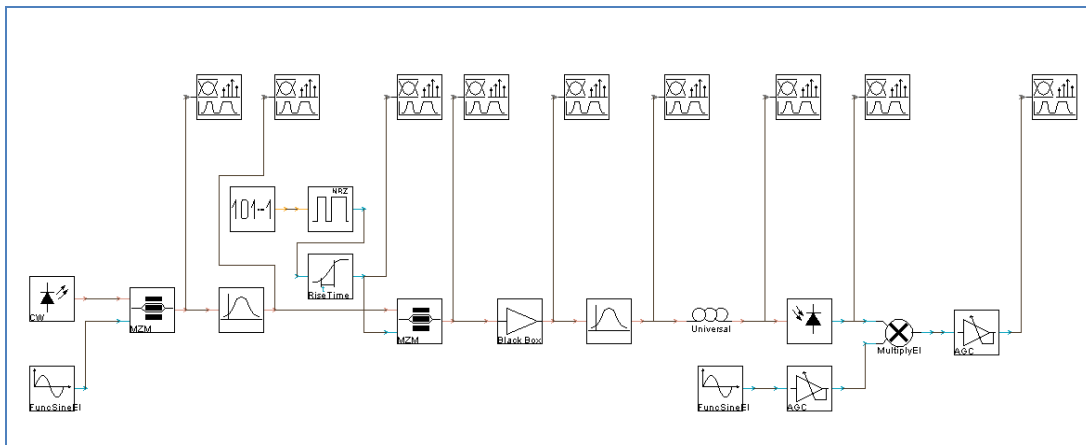 101-1
NRZ
RiseTime
CW
MZM
FuncSineEl
MZM
Black Box
Universal
MultiplyEl
AGC
FuncSineEl
AGC